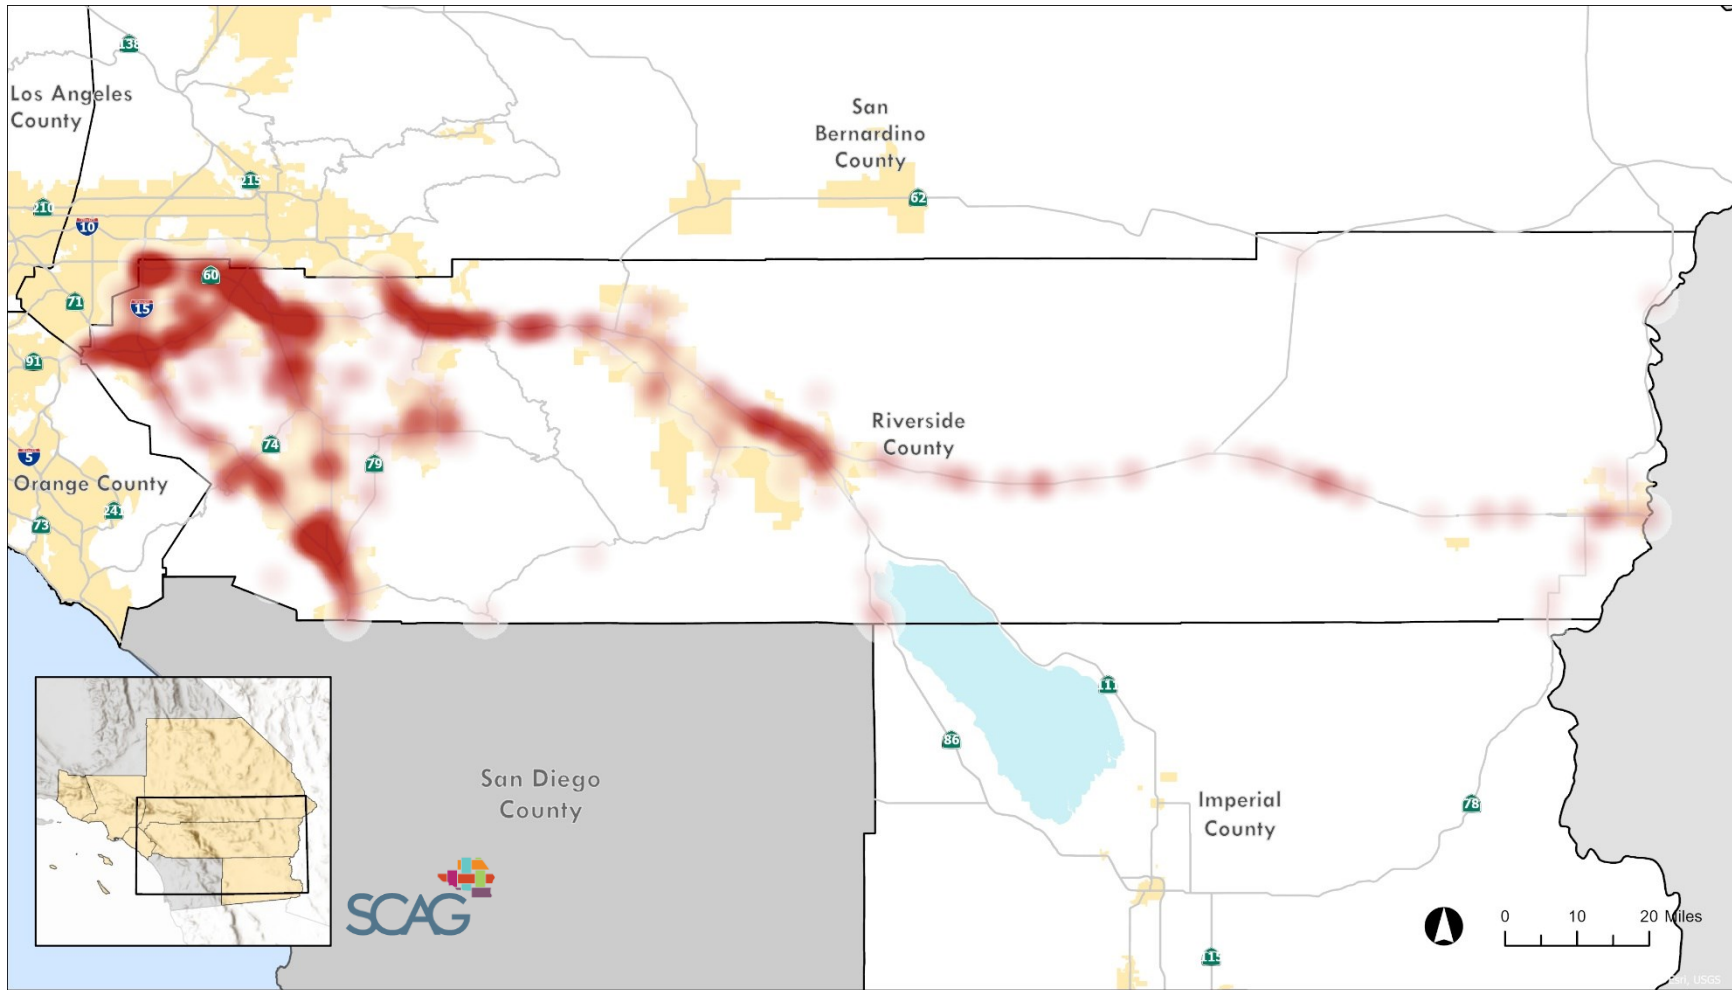 138
Los Angeles
County
San
Bernardino
County
215
62
210
10
60
71
15
91
Riverside
County
74
5
79
Orange County
241
73
111
86
San Diego
County
Imperial
County
78
SCAG
0 10 20 Miles
115
Esri, USGS